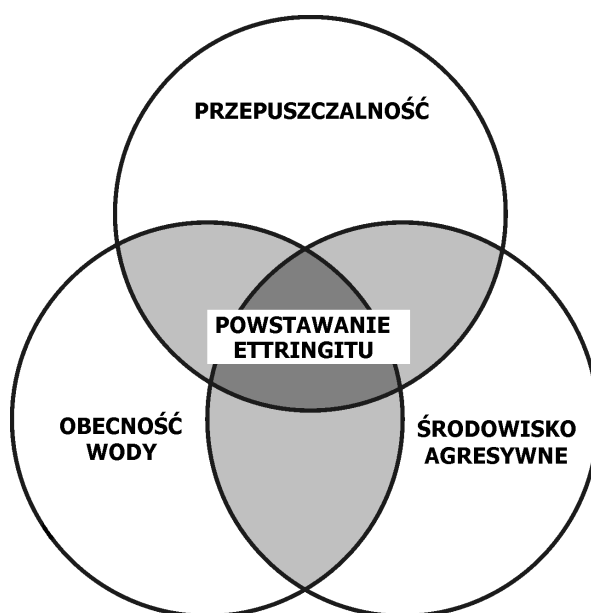 PRZEPUSZCZALNOŚĆ
POWSTAWANIE
ETTRINGITU
OBECNOŚĆ
WODY
ŚRODOWISKO
AGRESYWNE